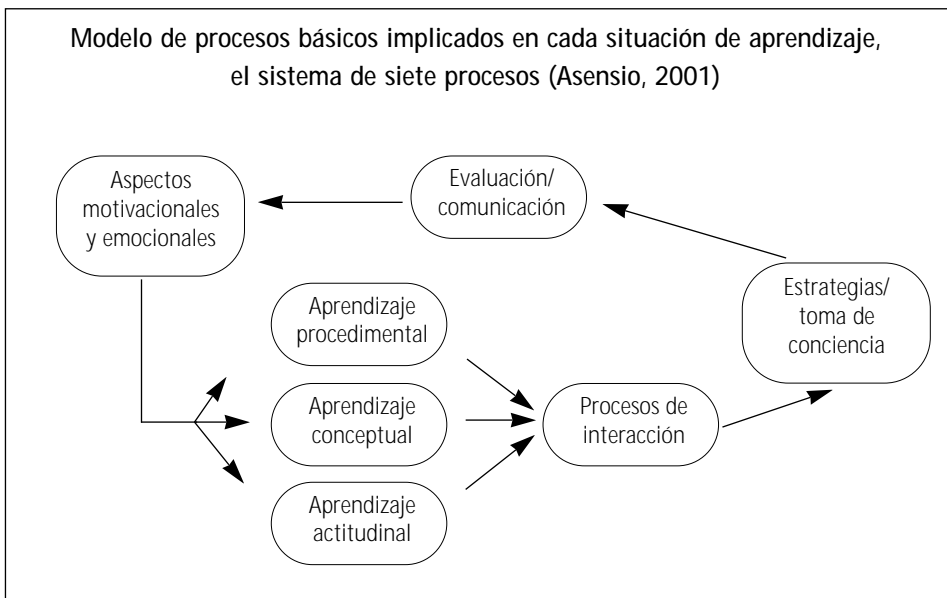 Modelo de procesos básicos implicados en cada situación de aprendizaje,
el sistema de siete procesos (Asensio, 2001)
Aspectos
motivacionales
y emocionales
Evaluación/
comunicación
Estrategias/
toma de
conciencia
Aprendizaje
procedimental
Aprendizaje
conceptual
Procesos de
interacción
Aprendizaje
actitudinal